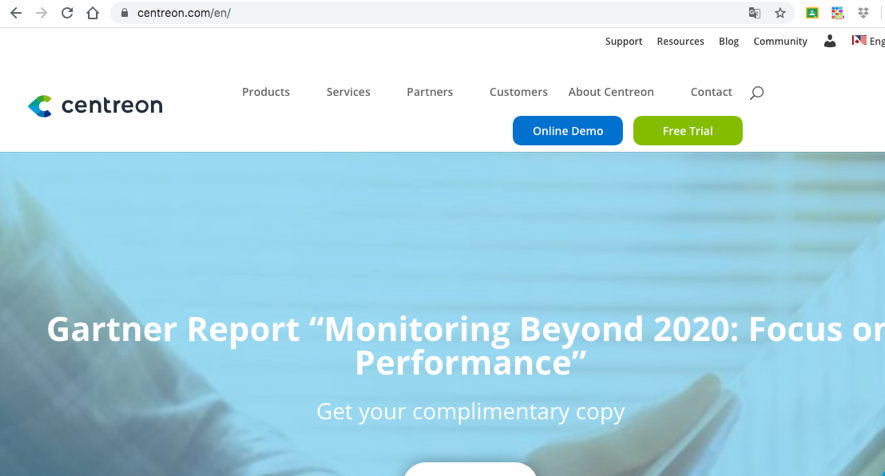 centreon.com/en/
Support Resources Blog Community Eng
Products Services Partners Customers About Centreon Contact
centreon
Online Demo Free Trial
Gartner Report “Monitoring Beyond 2020: Focus on
Performance”
Get your complimentary copy